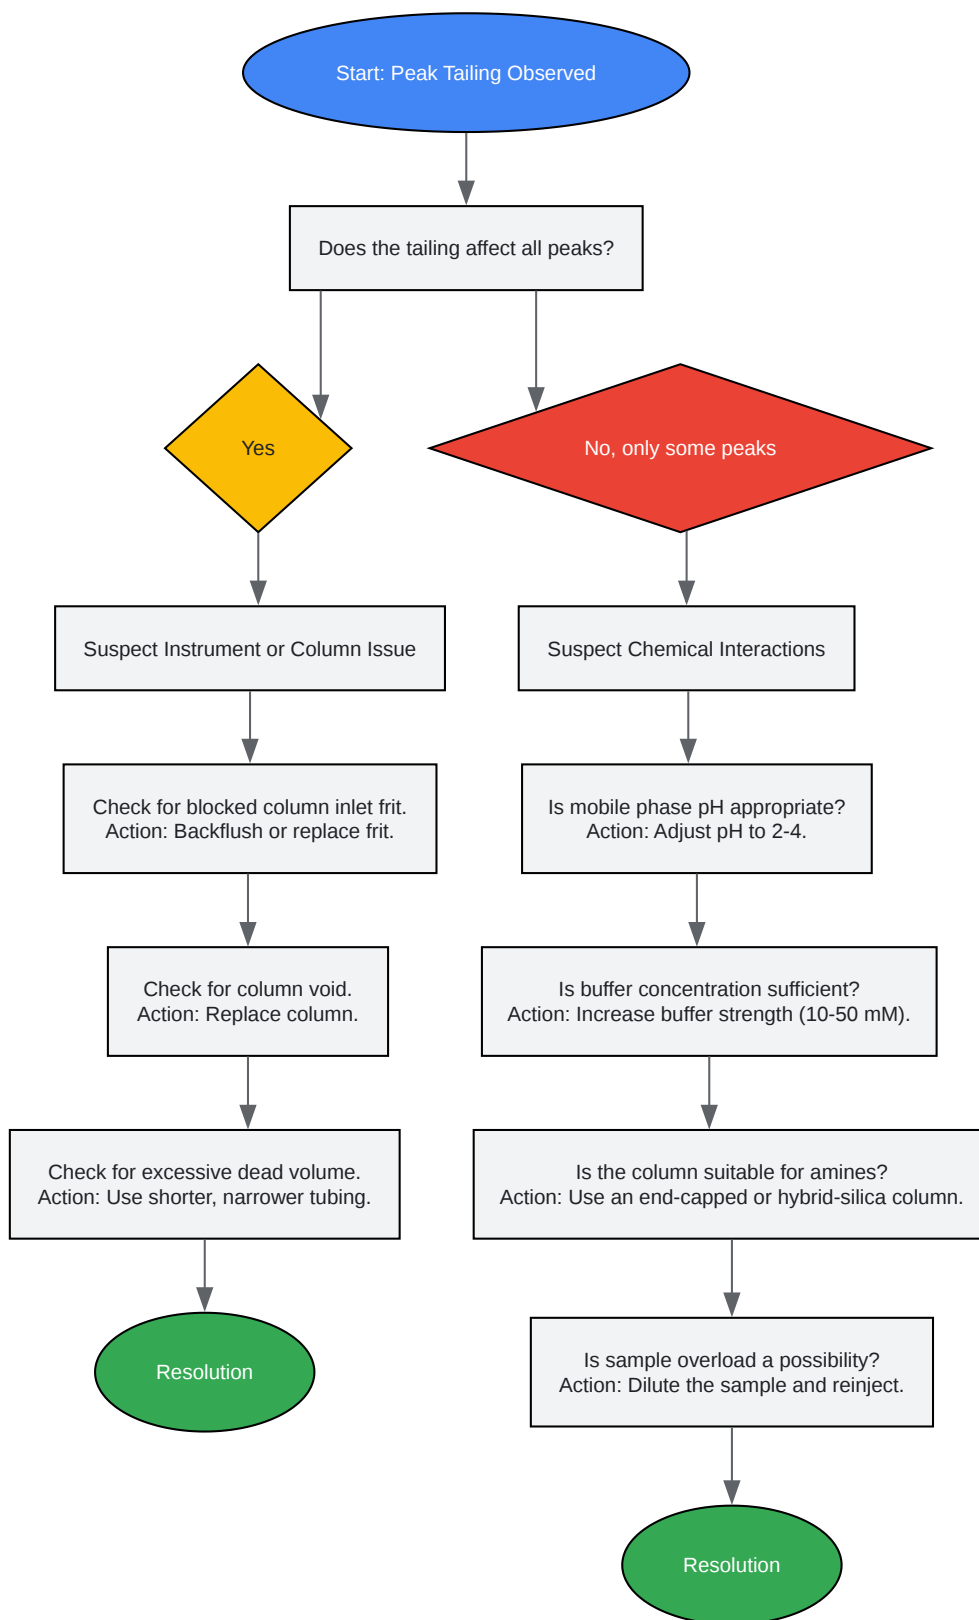 Start: Peak Tailing Observed
Does the tailing affect all peaks?
Yes
No, only some peaks
Suspect Instrument or Column Issue
Suspect Chemical Interactions
Check for blocked column inlet frit.
Action: Backflush or replace frit.
Is mobile phase pH appropriate?
Action: Adjust pH to 2-4.
Check for column void.
Action: Replace column.
Is buffer concentration sufficient?
Action: Increase buffer strength (10-50 mM).
Check for excessive dead volume.
Action: Use shorter, narrower tubing.
Is the column suitable for amines?
Action: Use an end-capped or hybrid-silica column.
Resolution
Is sample overload a possibility?
Action: Dilute the sample and reinject.
Resolution